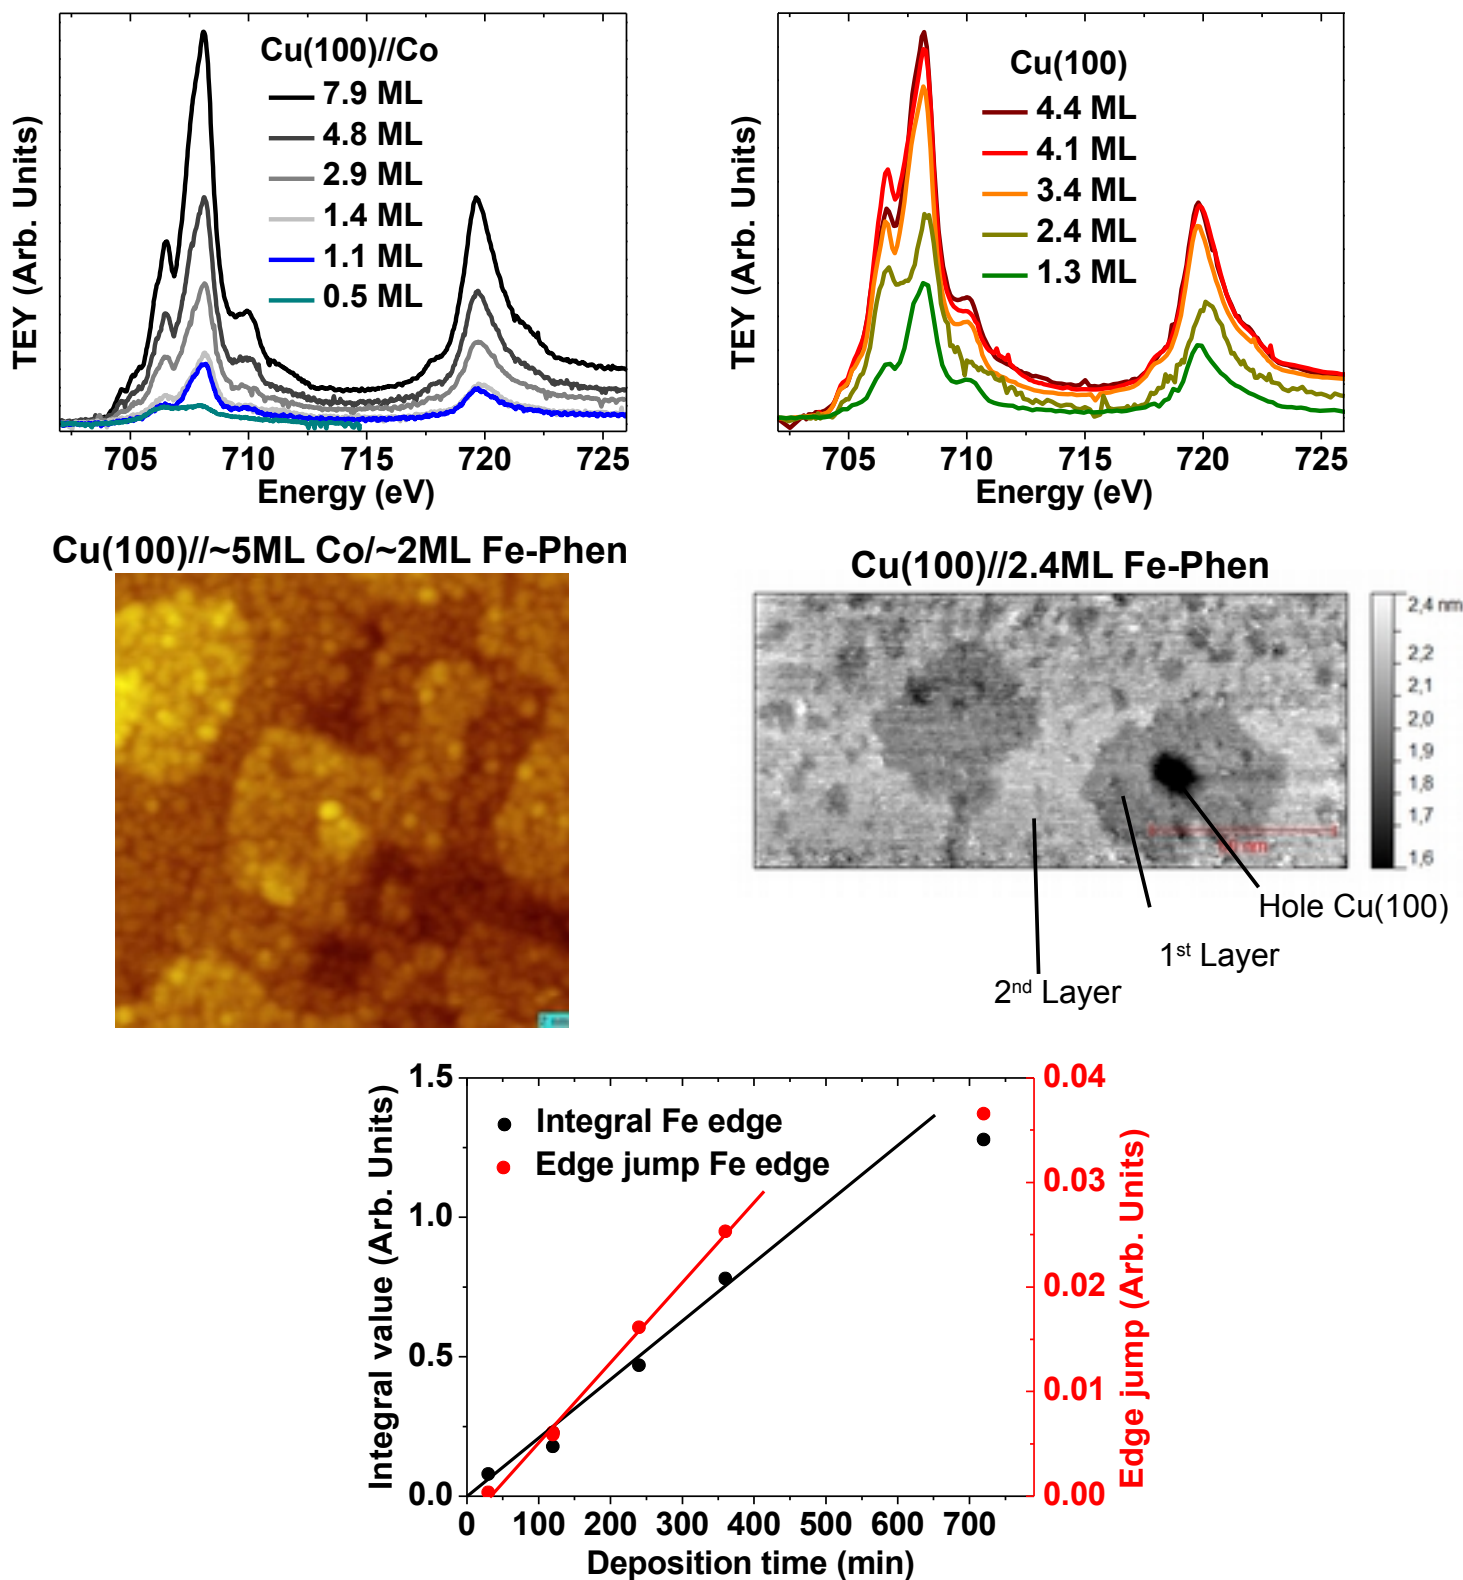 Cu(100)//Co
7.9 ML
4.8 ML
2.9 ML
1.4 ML
1.1 ML
0.5 ML
TEY (Arb. Units)
705 710 715 720 725
Energy (eV)
Cu(100)
4.4 ML
4.1 ML
3.4 ML
2.4 ML
1.3 ML
TEY (Arb. Units)
705 710 715 720 725
Energy (eV)
Cu(100)//~5ML Co/~2ML Fe-Phen
Cu(100)//2.4ML Fe-Phen
2,4 nm
2,2
2,1
2,0
1,9
1,8
1,7
1,6
nm
Hole Cu(100)
1st Layer
2nd Layer
Integral Fe edge
Edge jump Fe edge
Integral value (Arb. Units)
1.5
1.0
0.5
0.0
Edge jump (Arb. Units)
0.04
0.03
0.02
0.01
0.00
0 100 200 300 400 500 600 700
Deposition time (min)